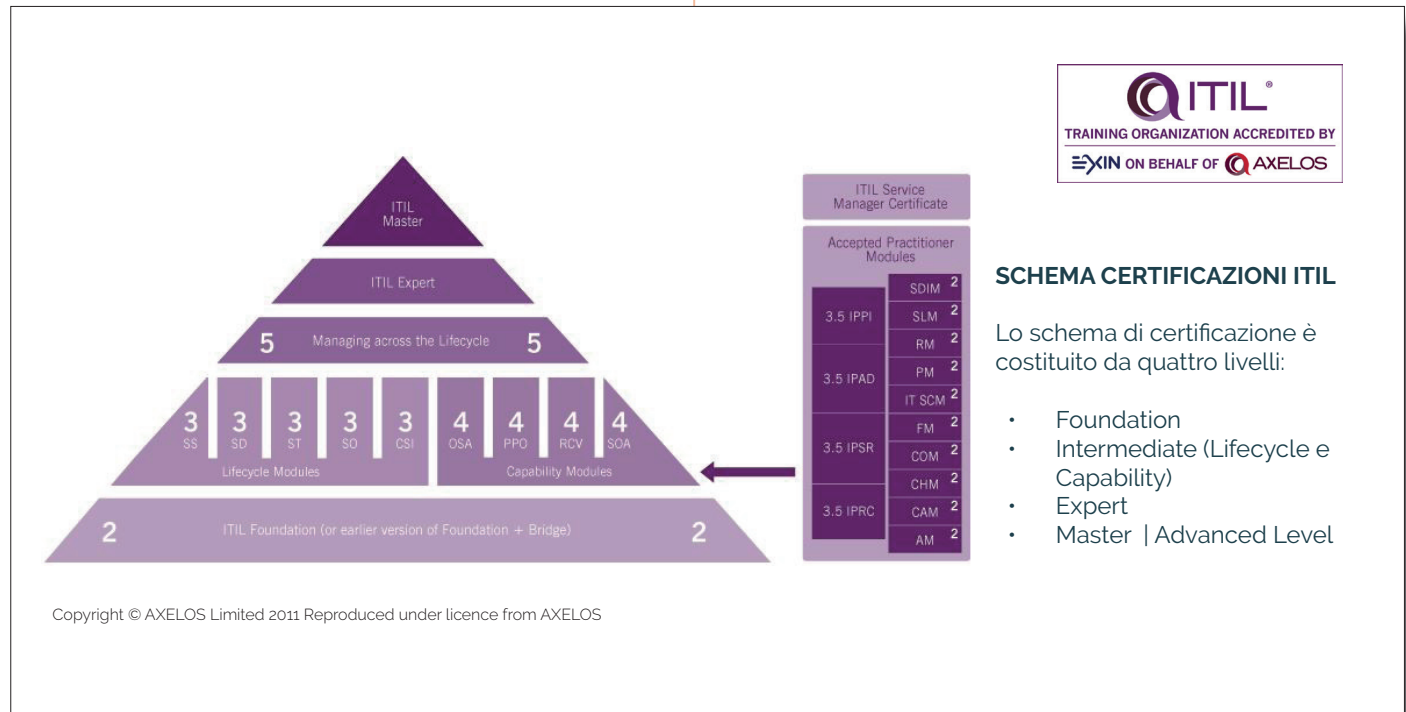 ITIL®
TRAINING ORGANIZATION ACCREDITED BY
EXIN ON BEHALF OF AXELOS
ITIL
Master
ITIL Expert
5 Managing across the Lifecycle 5
3 3 3 3 3 4 4 4 4
SS SD ST SO CSI OSA PPO RCV SOA
Lifecycle Modules Capability Modules
2 ITIL Foundation (or earlier version of Foundation + Bridge) 2
ITIL Service
Manager Certificate
Accepted Practitioner
Modules
3.5 IPPI
3.5 IPAD
3.5 IPSR
3.5 IPRC
SDIM 2
SLM 2
RM 2
PM 2
IT SCM 2
FM 2
COM 2
CHM 2
CAM 2
AM 2
SCHEMA CERTIFICAZIONI ITIL
Lo schema di certificazione è
costituito da quattro livelli:
• Foundation
• Intermediate (Lifecycle e
Capability)
• Expert
• Master | Advanced Level
Copyright © AXELOS Limited 2011 Reproduced under licence from AXELOS